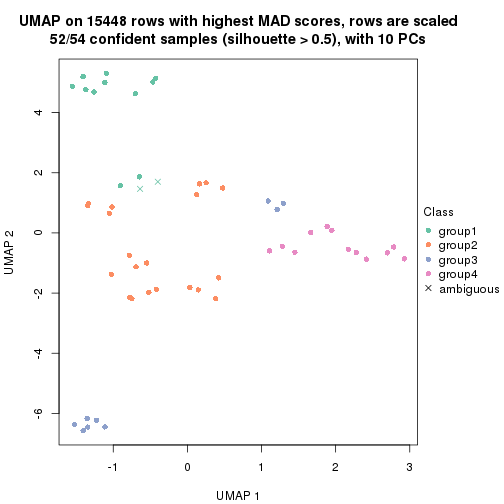 UMAP on 15448 rows with highest MAD scores, rows are scaled
52/54 confident samples (silhouette > 0.5), with 10 PCs
4
2
0
-2
-4
-6
UMAP 2
-1
0
1
2
3
UMAP 1
Class
group1
group2
group3
group4
ambiguous